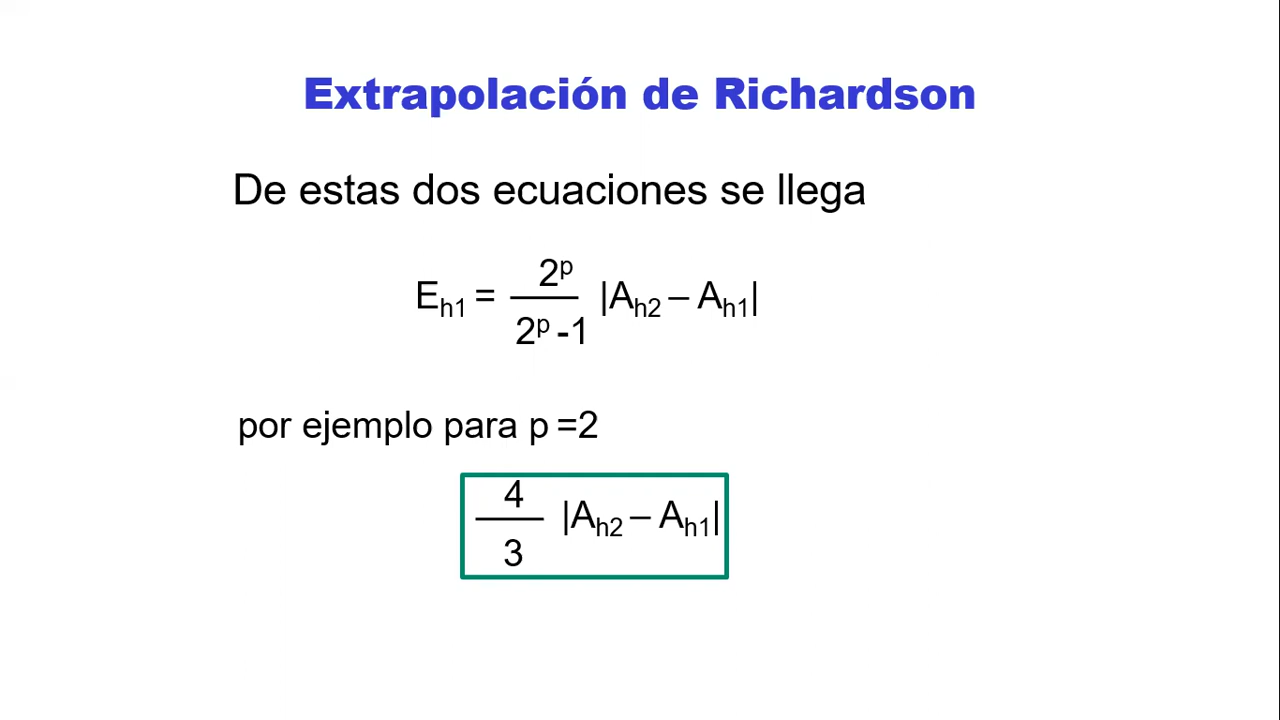 Extrapolación de Richardson
De estas dos ecuaciones se llega
E_h1 = 2^p / 2^p -1 |A_h2 – A_h1|
por ejemplo para p =2
4 / 3 |A_h2 – A_h1|